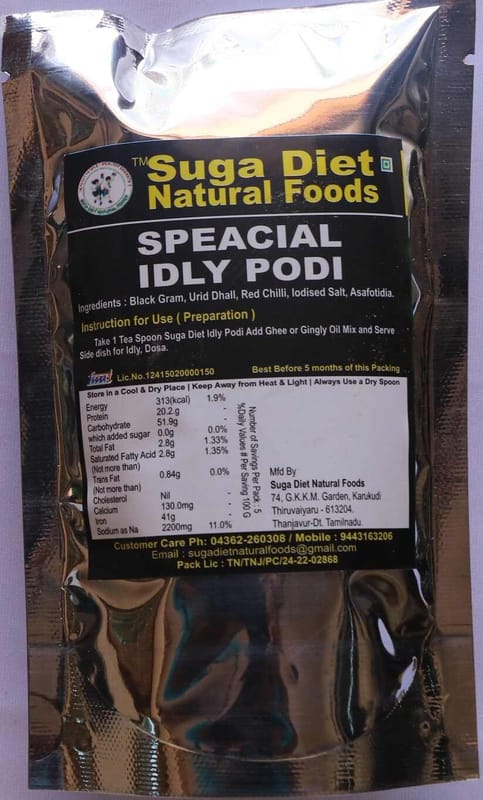 TM Suga Diet
Natural Foods
SPEACIAL
IDLY PODI
Ingredients : Black Gram, Urid Dhall, Red Chilli, Iodised Salt, Asafotidia.
Instruction for Use ( Preparation )
Take 1 Tea Spoon Suga Diet Idly Podi Add Ghee or Gingly Oil Mix and Serve
Side dish for Idly, Dosa.
fssai Lic.No.12415020000150 Best Before 5 months of this Packing
Store in a Cool & Dry Place | Keep Away from Heat & Light | Always Use a Dry Spoon
Energy 313(kcal) 1.9%
Protein 20.2.g -
Carbohydrate 51.9g -
which added sugar 0.0g 0.0%
Total Fat 2.8g 1.33%
Saturated Fatty Acid 2.8g 1.35%
(Not more than)
Trans Fat 0.84g 0.0%
(Not more than)
Cholesterol Nil -
Calcium 130.0mg -
Iron 41g -
Sodium as Na 2200mg 11.0%
Number of Savings Per Pack : 5
%Daily Values # Per Saving 100 G
Mfd By
Suga Diet Natural Foods
74, G.K.K.M. Garden, Karukudi
Thiruvaiyaru - 613204.
Thanjavur-Dt. Tamilnadu.
Customer Care Ph: 04362-260308 / Mobile : 9443163206
Email : sugadietnaturalfoods@gmail.com
Pack Lic : TN/TNJ/PC/24-22-02868